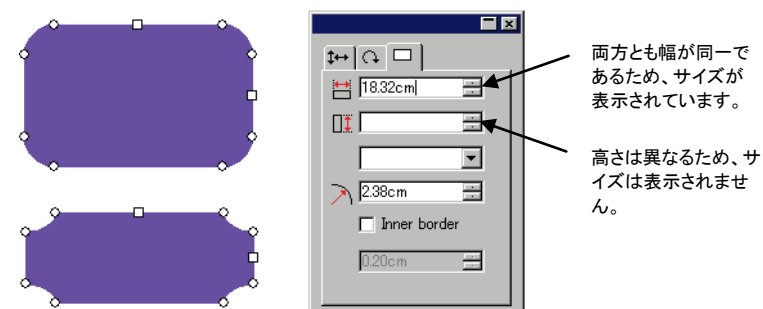 両方とも幅が同一で
あるため、サイズが
表示されています。
18.32cm
高さは異なるため、サ
イズは表示されませ
ん。
2.38cm
Inner border
0.20cm